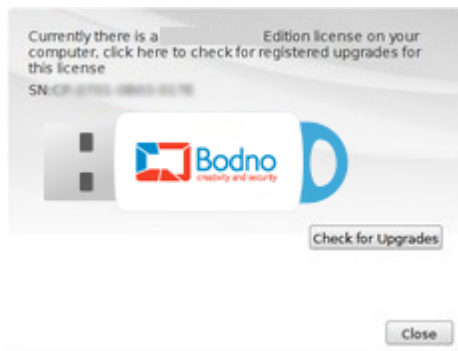 Currently there is a Edition license on your
computer, click here to check for registered upgrades for
this license
SN:
Bodno
creativity and security
Check for Upgrades
Close